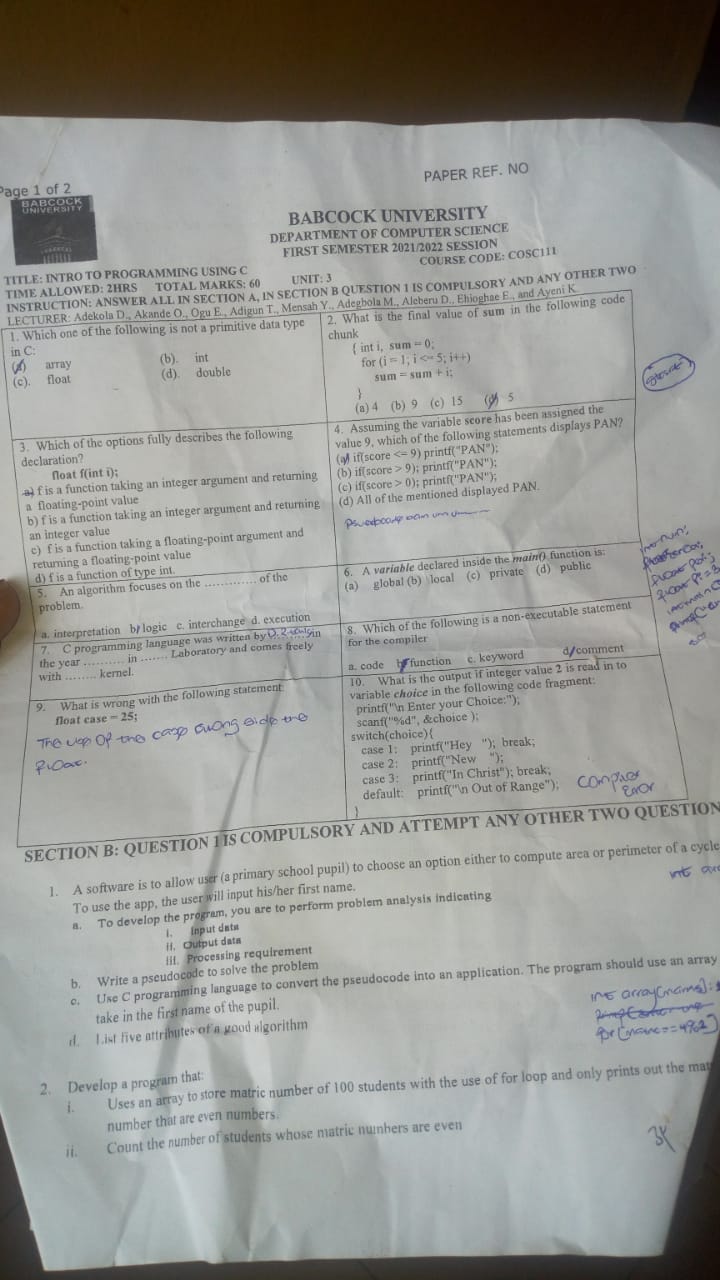 PAPER REF. NO
Page 1 of 2
BABCOCK
UNIVERSITY
BABCOCK UNIVERSITY
DEPARTMENT OF COMPUTER SCIENCE
FIRST SEMESTER 2021/2022 SESSION
COURSE CODE: COSC111
TITLE: INTRO TO PROGRAMMING USING C
TIME ALLOWED: 2HRS TOTAL MARKS: 60 UNIT: 3
INSTRUCTION: ANSWER ALL IN SECTION A, IN SECTION B QUESTION 1 IS COMPULSORY AND ANY OTHER TWO
LECTURER: Adekola D., Akande O., Ogu E., Adigun T., Mensah Y., Adegbola M., Aleberu D., Ehioghae E., and Ayeni K.
1. Which one of the following is not a primitive data type
in C:
array (b). int
(c). float (d). double
2. What is the final value of sum in the following code
chunk
{ int i, sum = 0;
for (i = 1; i <= 5; i++)
sum = sum + i;
}
(a) 4 (b) 9 (c) 15 (d) 5
3. Which of the options fully describes the following
declaration?
float f(int i);
a) f is a function taking an integer argument and returning
a floating-point value
b) f is a function taking an integer argument and returning
an integer value
c) f is a function taking a floating-point argument and
returning a floating-point value
d) f is a function of type int.
4. Assuming the variable score has been assigned the
value 9, which of the following statements displays PAN?
(a) if(score <= 9) printf("PAN");
(b) if(score > 9); printf("PAN");
(c) if(score > 0); printf("PAN");
(d) All of the mentioned displayed PAN.
5. An algorithm focuses on the ............. of the
problem.
a. interpretation b. logic c. interchange d. execution
6. A variable declared inside the main() function is:
(a) global (b) local (c) private (d) public
7. C programming language was written by in
the year .......... in ....... Laboratory and comes freely
with ........ kernel.
8. Which of the following is a non-executable statement
for the compiler
a. code b. function c. keyword d. comment
9. What is wrong with the following statement:
float case = 25;
The use of the case along side the
float.
10. What is the output if integer value 2 is read in to
variable choice in the following code fragment:
printf("\n Enter your Choice:");
scanf("%d", &choice );
switch(choice){
case 1: printf("Hey "); break;
case 2: printf("New ");
case 3: printf("In Christ"); break;
default: printf("\n Out of Range");
}
Error
SECTION B: QUESTION 1 IS COMPULSORY AND ATTEMPT ANY OTHER TWO QUESTION
1. A software is to allow user (a primary school pupil) to choose an option either to compute area or perimeter of a cycle
To use the app, the user will input his/her first name.
a. To develop the program, you are to perform problem analysis indicating
i. Input data
ii. Output data
iii. Processing requirement
b. Write a pseudocode to solve the problem
c. Use C programming language to convert the pseudocode into an application. The program should use an array
take in the first name of the pupil.
d. List five attributes of a good algorithm
2. Develop a program that:
i. Uses an array to store matric number of 100 students with the use of for loop and only prints out the
number that are even numbers.
ii. Count the number of students whose matric numbers are even